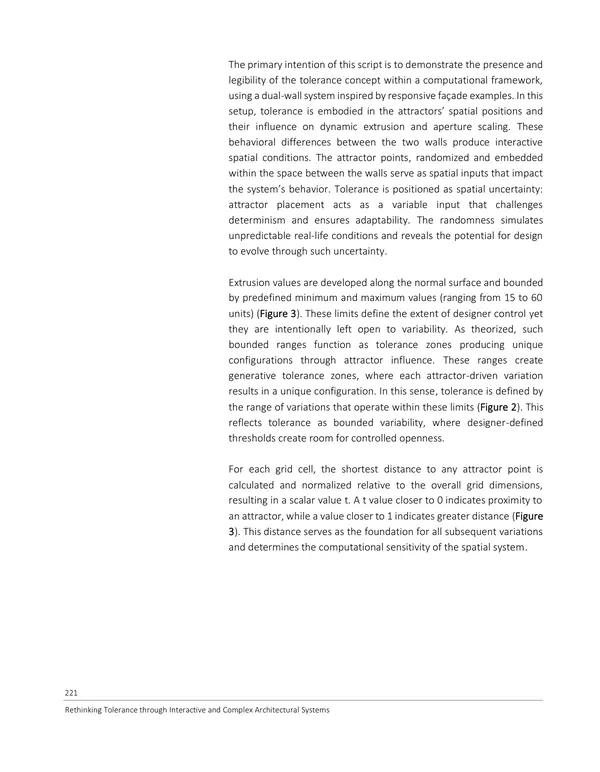 The primary intention of this script is to demonstrate the presence and
legibility of the tolerance concept within a computational framework,
using a dual-wall system inspired by responsive façade examples. In this
setup, tolerance is embodied in the attractors’ spatial positions and
their influence on dynamic extrusion and aperture scaling. These
behavioral differences between the two walls produce interactive
spatial conditions. The attractor points, randomized and embedded
within the space between the walls serve as spatial inputs that impact
the system’s behavior. Tolerance is positioned as spatial uncertainty:
attractor placement acts as a variable input that challenges
determinism and ensures adaptability. The randomness simulates
unpredictable real-life conditions and reveals the potential for design
to evolve through such uncertainty.
Extrusion values are developed along the normal surface and bounded
by predefined minimum and maximum values (ranging from 15 to 60
units) (Figure 3). These limits define the extent of designer control yet
they are intentionally left open to variability. As theorized, such
bounded ranges function as tolerance zones producing unique
configurations through attractor influence. These ranges create
generative tolerance zones, where each attractor-driven variation
results in a unique configuration. In this sense, tolerance is defined by
the range of variations that operate within these limits (Figure 2). This
reflects tolerance as bounded variability, where designer-defined
thresholds create room for controlled openness.
For each grid cell, the shortest distance to any attractor point is
calculated and normalized relative to the overall grid dimensions,
resulting in a scalar value t. A t value closer to 0 indicates proximity to
an attractor, while a value closer to 1 indicates greater distance (Figure
3). This distance serves as the foundation for all subsequent variations
and determines the computational sensitivity of the spatial system.
221
Rethinking Tolerance through Interactive and Complex Architectural Systems